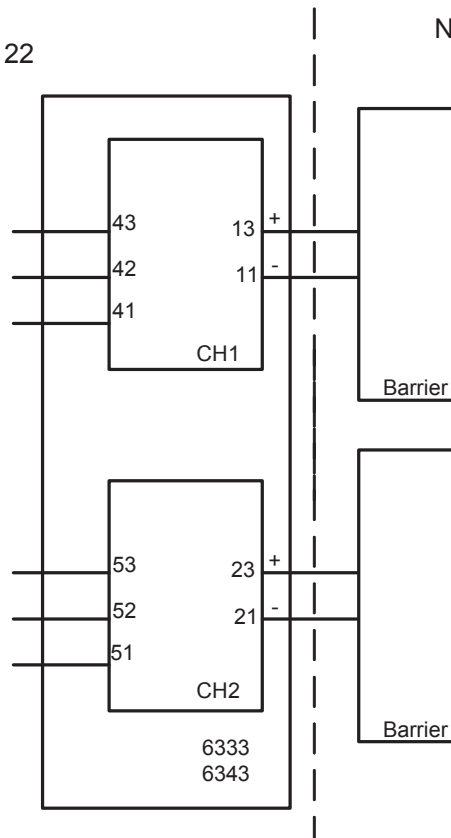 N
22
43
13 +
42
11 -
41
CH1
Barrier
53
23 +
52
21 -
51
CH2
Barrier
6333
6343